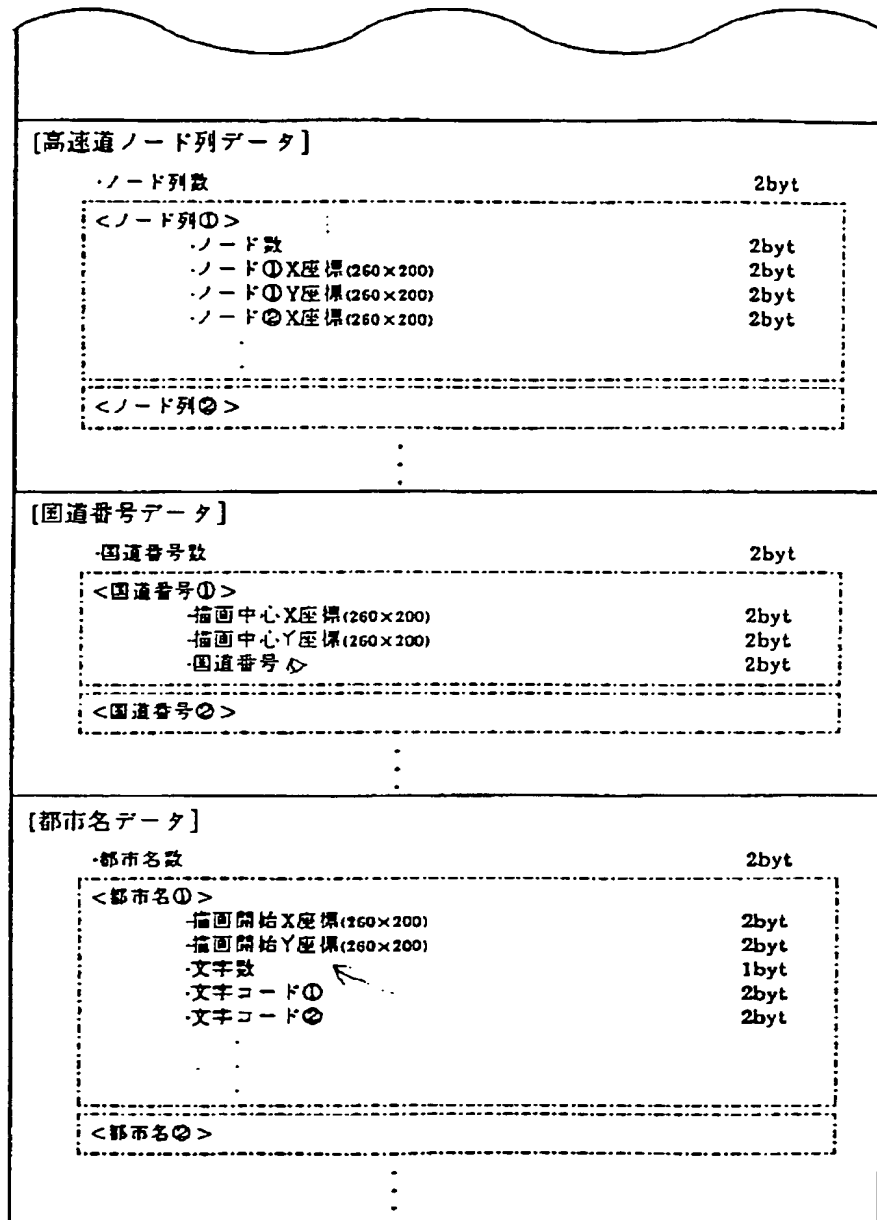 [高速道ノード列データ]
·ノード列数 2byt
<ノード列①>
·ノード数 2byt
·ノード①X座標(260×200) 2byt
·ノード①Y座標(260×200) 2byt
·ノード②X座標(260×200) 2byt
<ノード列②>
[国道番号データ]
·国道番号数 2byt
<国道番号①>
·描画中心X座標(260×200) 2byt
·描画中心Y座標(260×200) 2byt
·国道番号 2byt
<国道番号②>
[都市名データ]
·都市名数 2byt
<都市名①>
·描画開始X座標(260×200) 2byt
·描画開始Y座標(260×200) 2byt
·文字数 1byt
·文字コード① 2byt
·文字コード② 2byt
<都市名②>